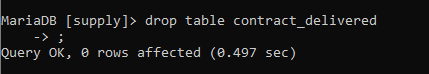 MariaDB [supply]> drop table contract_delivered
    -> ;
Query OK, 0 rows affected (0.497 sec)